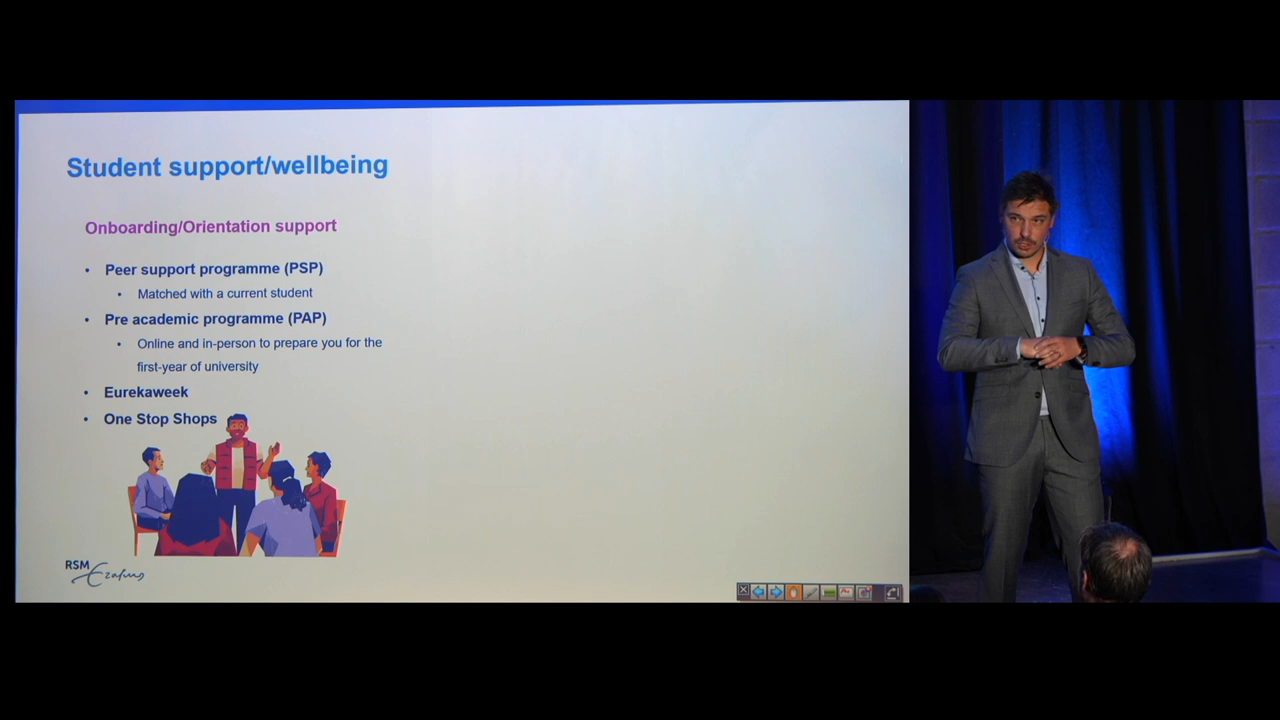 Student support/wellbeing
Onboarding/Orientation support
• Peer support programme (PSP)
• Matched with a current student
• Pre academic programme (PAP)
• Online and in-person to prepare you for the
first-year of university
• Eurekaweek
• One Stop Shops
RSM
Erasmus